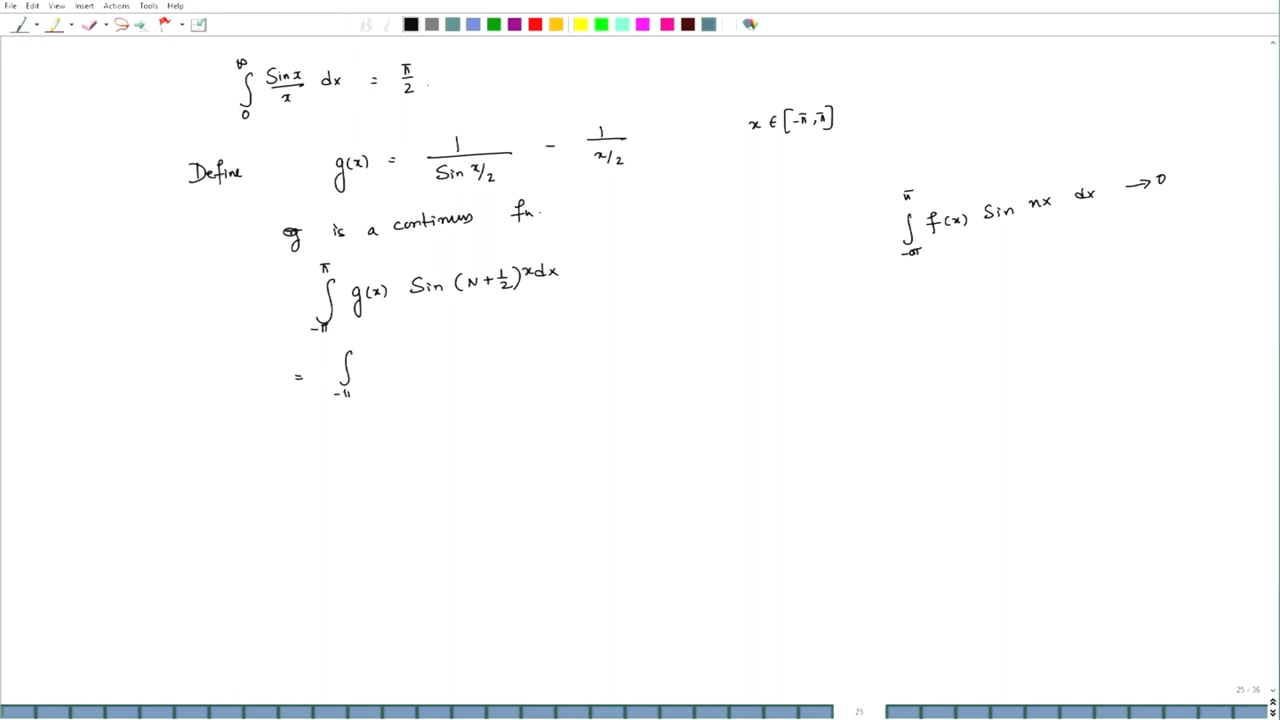 File Edit View Insert Actions Tools Help
∫₀^∞ Sin x / x dx = π/2 .
x ∈ [-π, π]
Define g(x) = 1 / Sin x/2 - 1 / x/2
∫_{-π}^{π} f(x) Sin nx dx → 0
g is a continuus fn.
∫_{-π}^{π} g(x) Sin (N + 1/2) x dx
= ∫_{-π}
25 / 36
25